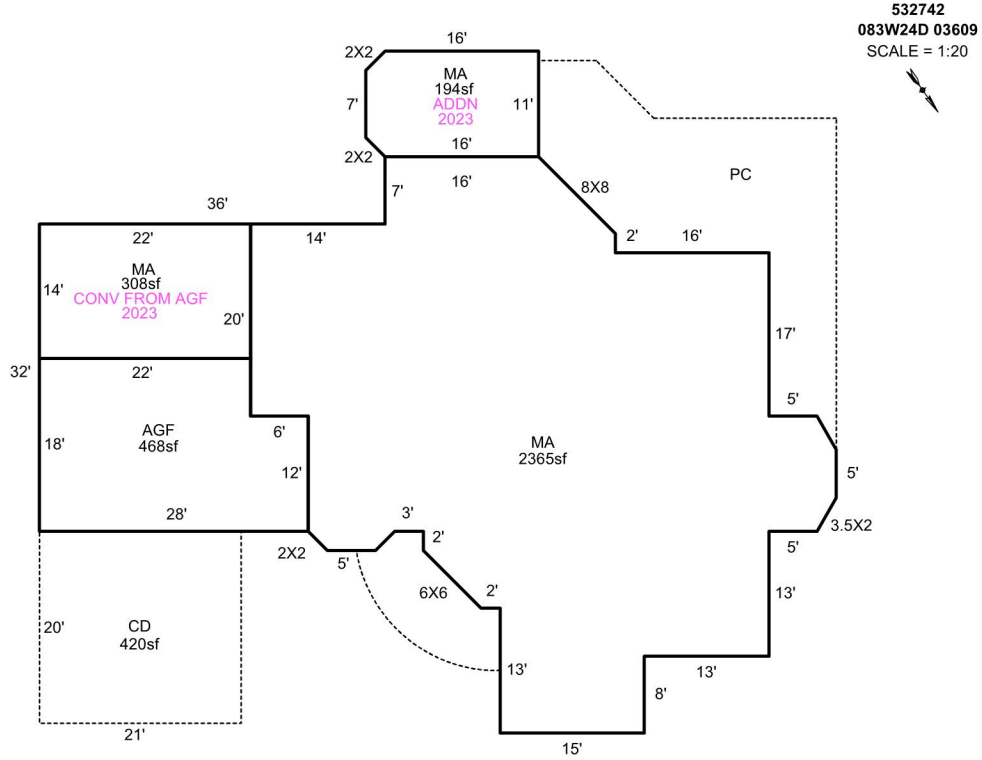 532742
083W24D 03609
SCALE = 1:20
16'
2X2
MA
194sf
ADDN
2023
7'
11'
16'
2X2
16'
7'
8X8
PC
36'
22'
14'
2'
16'
MA
308sf
CONV FROM AGF
2023
14'
20'
17'
32'
22'
5'
AGF
468sf
6'
18'
MA
2365sf
12'
5'
28'
3'
2X2
2'
5'
3.5X2
5'
6X6
2'
13'
CD
420sf
20'
13'
13'
8'
21'
15'